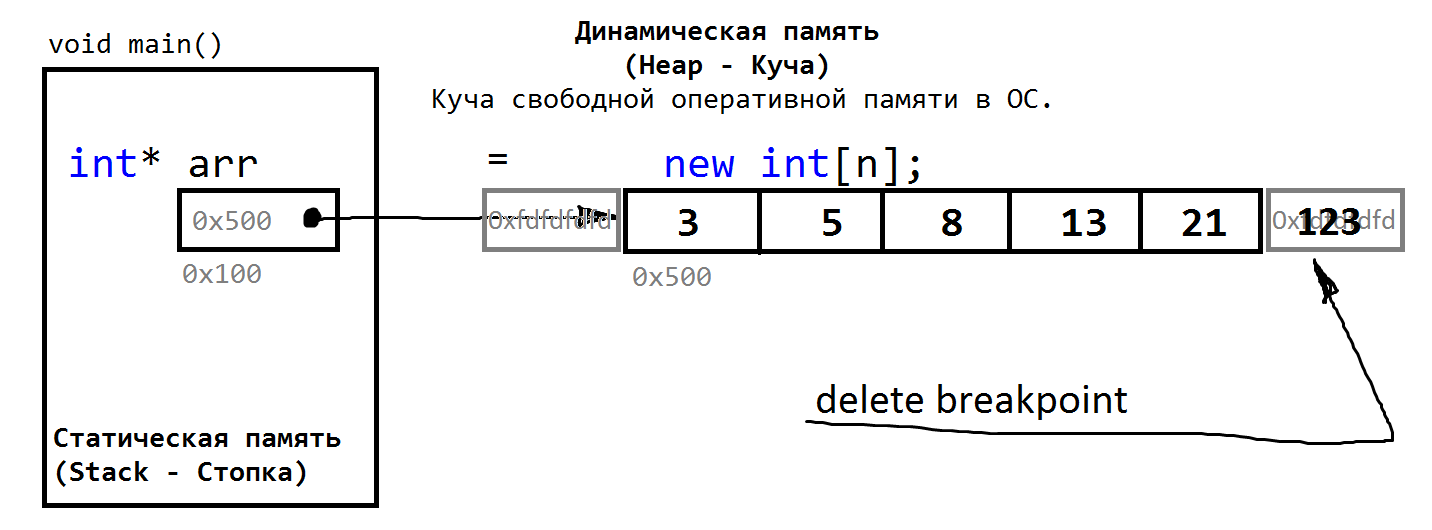 void main()
Динамическая память
(Heap - Куча)
Куча свободной оперативной памяти в ОС.
int* arr = new int[n];
0x500 0xfdfdfdfd 3 5 8 13 21 0xfdfdfdfd 123
0x100 0x500
delete breakpoint
Статическая память
(Stack - Стопка)